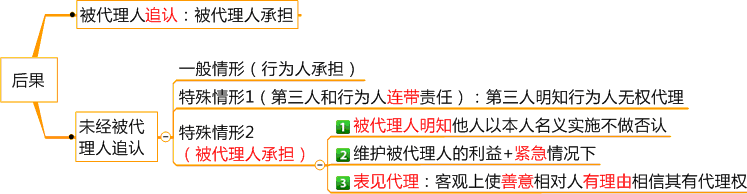 后果
被代理人追认：被代理人承担
未经被代
理人追认
一般情形（行为人承担）
特殊情形1（第三人和行为人连带责任）：第三人明知行为人无权代理
特殊情形2
（被代理人承担）
1 被代理人明知他人以本人名义实施不做否认
2 维护被代理人的利益+紧急情况下
3 表见代理：客观上使善意相对人有理由相信其有代理权